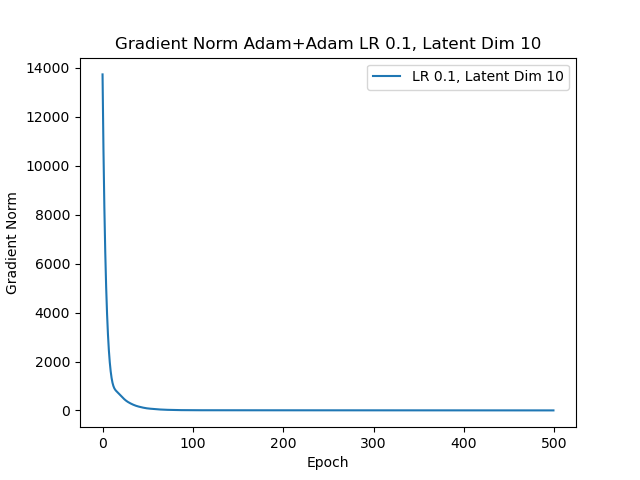 Gradient Norm Adam+Adam LR 0.1, Latent Dim 10
LR 0.1, Latent Dim 10
14000
12000
10000
8000
6000
4000
2000
0
Gradient Norm
0 100 200 300 400 500
Epoch